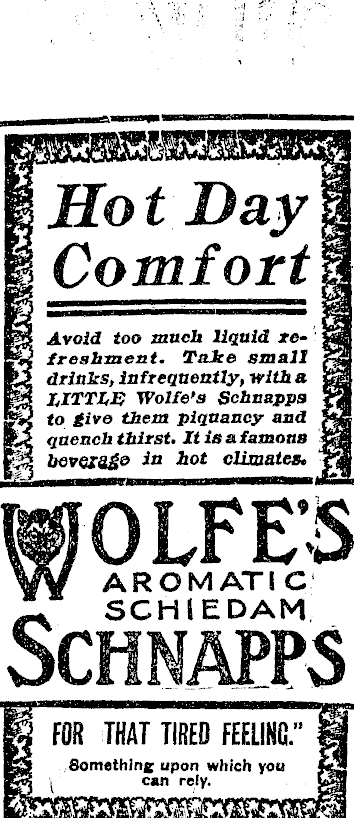 Hot Day
Comfort
Avoid too much liquid re-
freshment. Take small
drinks, infrequently, with a
LITTLE Wolfe's Schnapps
to give them piquancy and
quench thirst. It is a famous
beverage in hot climates.
WOLFE'S
AROMATIC
SCHIEDAM
SCHNAPPS
FOR THAT TIRED FEELING."
Something upon which you
can rely.